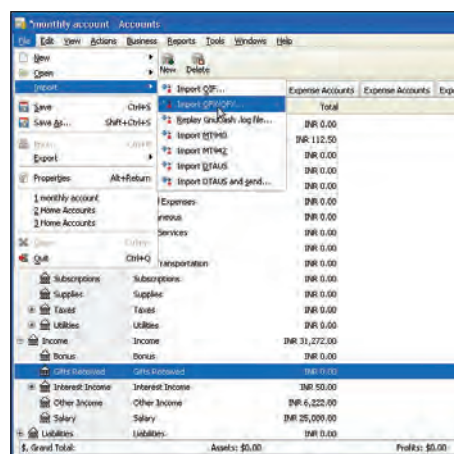 *monthly account - Accounts
File Edit View Actions Business Reports Tools Windows Help
New
Open
New Delete
Import
Import QIF...
Expense Accounts Expense Accounts
Import OFX/QFX...
Total
Save Ctrl+S
Replay GnuCash .log file...
INR 0.00
Save As... Shift+Ctrl+S
Import MT940
INR 112.50
Import MT942
INR 0.00
Export
Import DTAUS
INR 0.00
Properties Alt+Return
Import DTAUS and send...
INR 0.00
1 monthly account
Expenses
INR 0.00
2 Home Accounts
INR 0.00
3 Home Accounts
Services
INR 0.00
INR 0.00
Quit Ctrl+Q
INR 0.00
Subscriptions Subscriptions INR 0.00
Supplies Supplies INR 0.00
Taxes Taxes INR 0.00
Utilities Utilities INR 0.00
Income Income INR 31,272.00
Bonus Bonus INR 0.00
Gifts Received Gifts Received INR 0.00
Interest Income Interest Income INR 50.00
Other Income Other Income INR 6,222.00
Salary Salary INR 25,000.00
Liabilities Liabilities INR 0.00
$, Grand Total: Assets: $0.00 Profits: $0.00